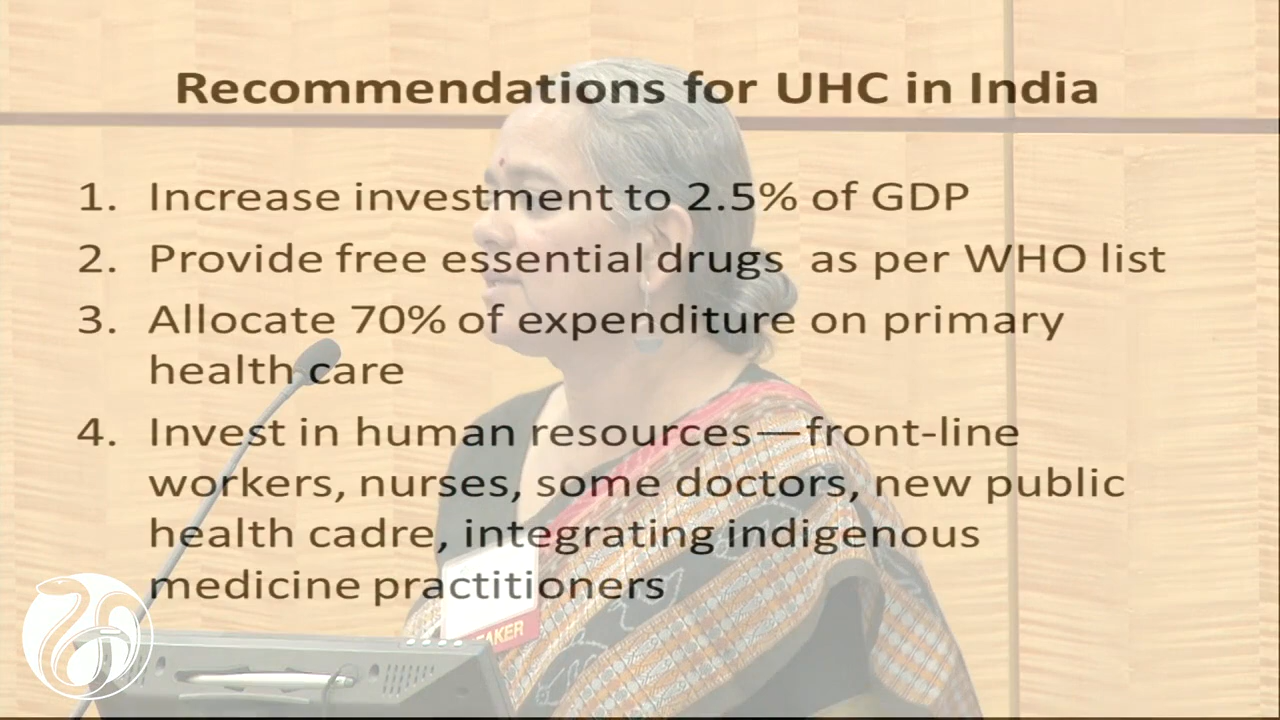 Recommendations for UHC in India
1. Increase investment to 2.5% of GDP
2. Provide free essential drugs as per WHO list
3. Allocate 70% of expenditure on primary
health care
4. Invest in human resources—front-line
workers, nurses, some doctors, new public
health cadre, integrating indigenous
medicine practitioners